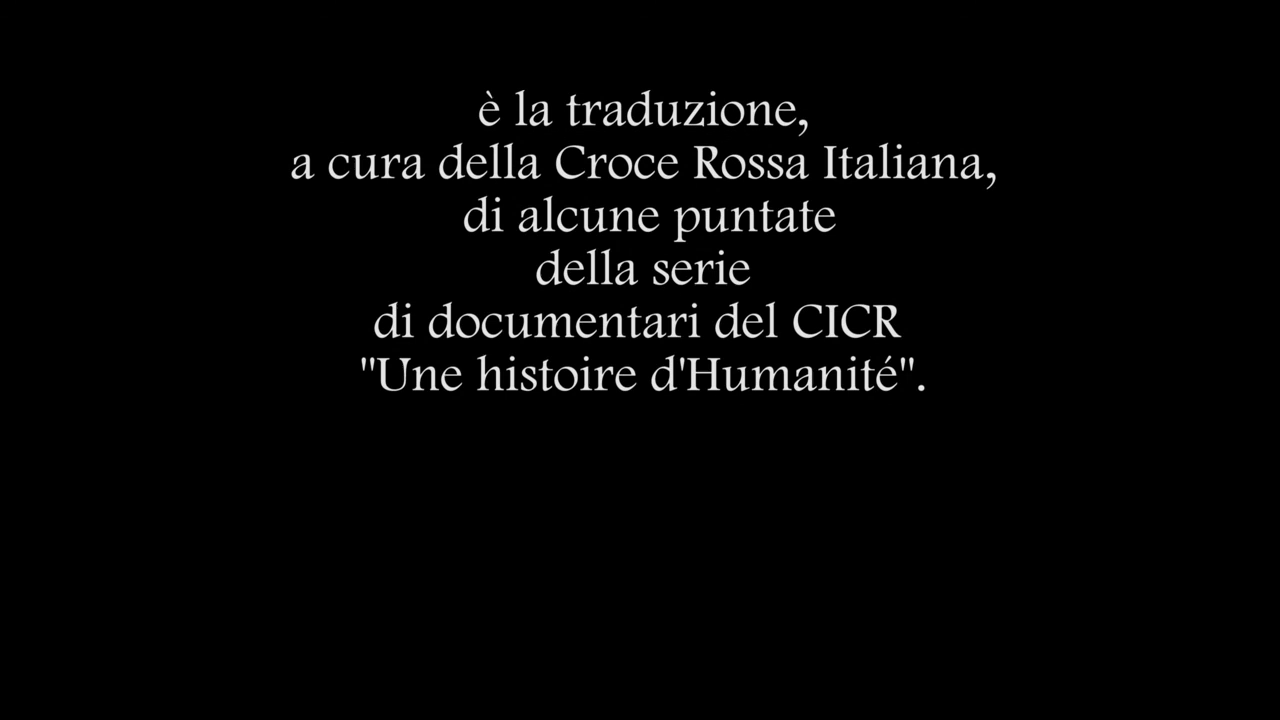 è la traduzione,
a cura della Croce Rossa Italiana,
di alcune puntate
della serie
di documentari del CICR
"Une histoire d'Humanité".